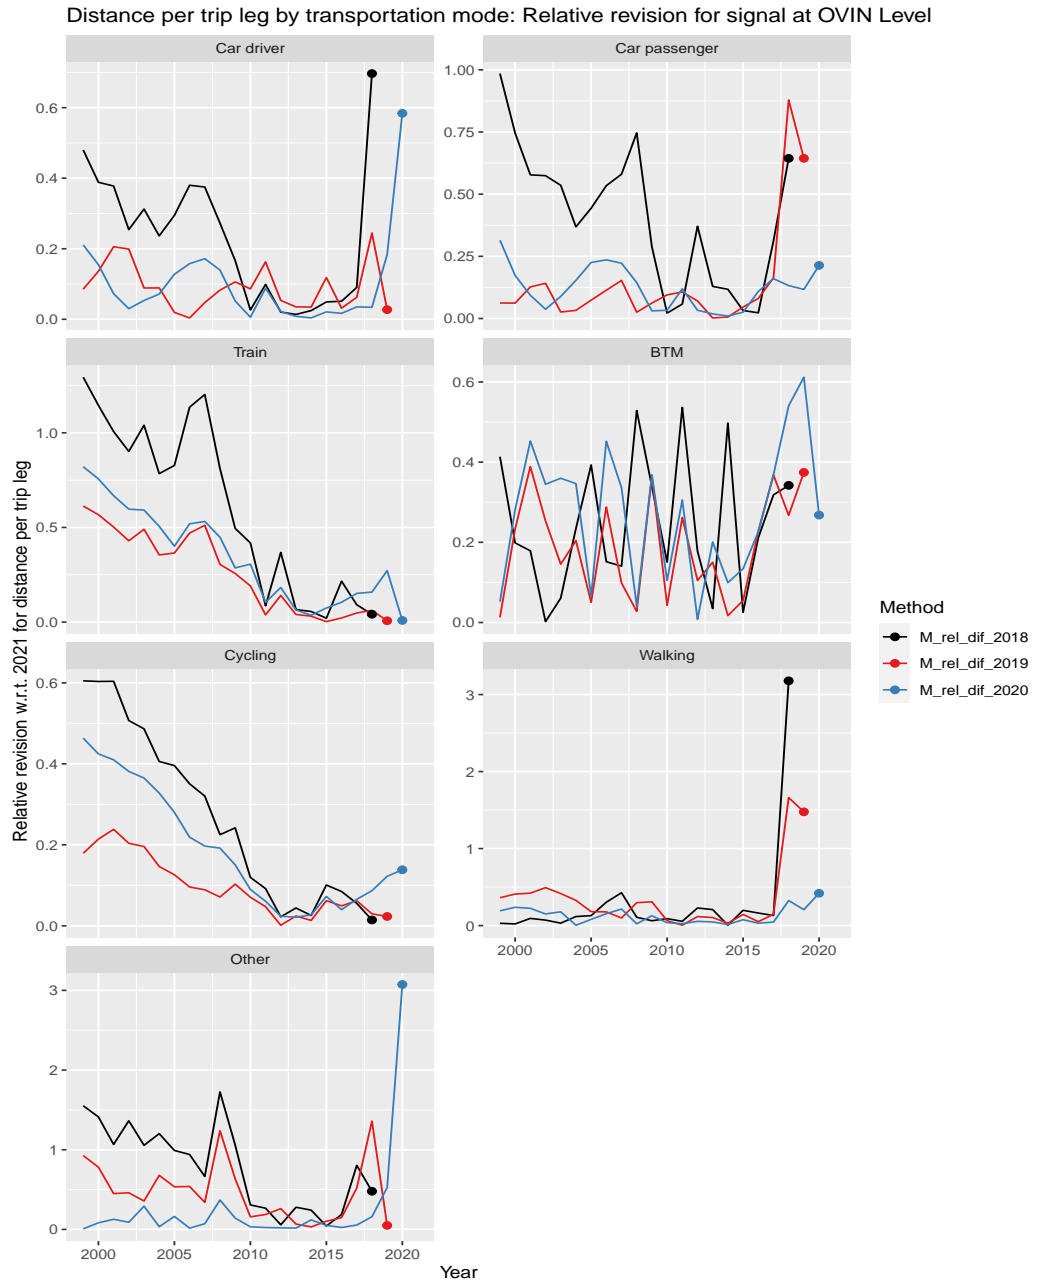 Distance per trip leg by transportation mode: Relative revision for signal at OVIN Level
Car driver
Car passenger
0.6
0.4
0.2
0.0
1.00
0.75
0.50
0.25
0.00
Train
BTM
1.0
0.5
0.0
0.6
0.4
0.2
0.0
Cycling
Walking
0.6
0.4
0.2
0.0
3
2
1
0
2000 2005 2010 2015 2020
Other
3
2
1
0
2000 2005 2010 2015 2020
Year
Relative revision w.r.t. 2021 for distance per trip leg
Method
M_rel_dif_2018
M_rel_dif_2019
M_rel_dif_2020